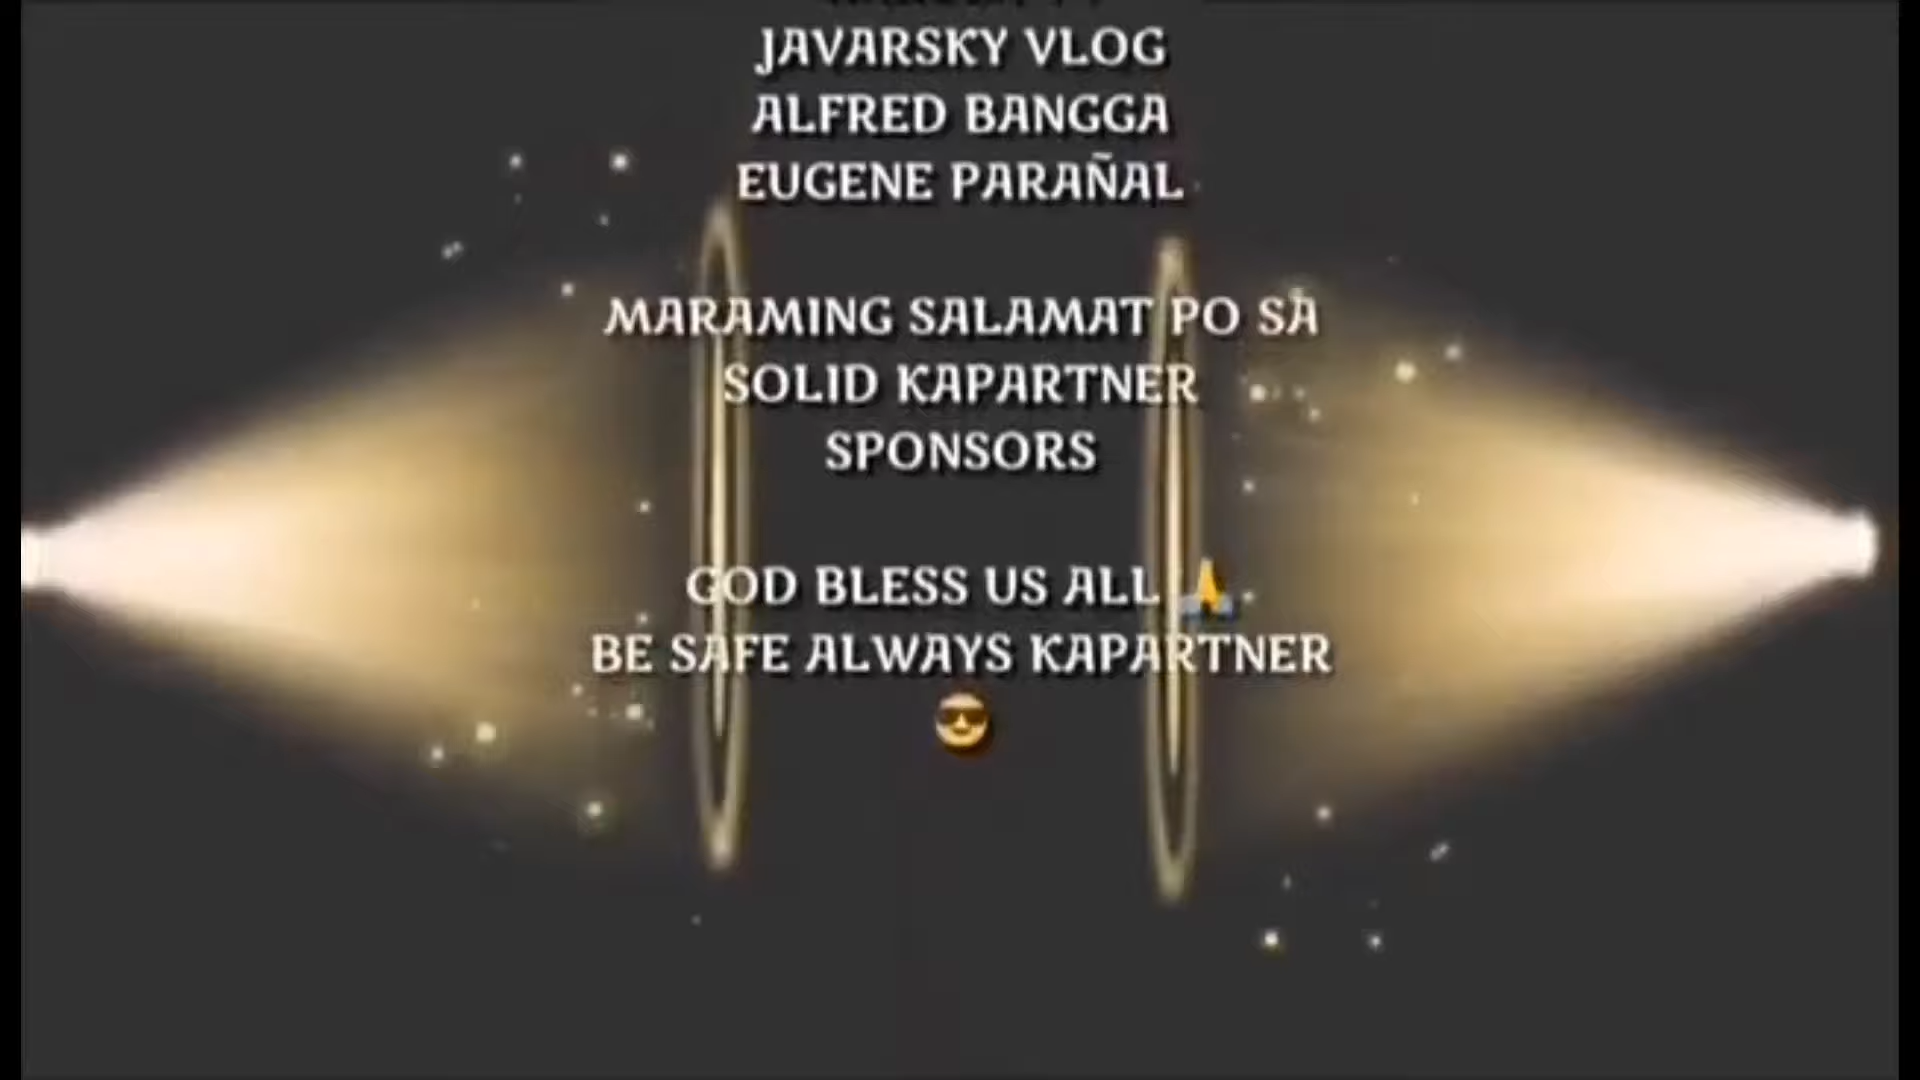 JAVARSKY VLOG
ALFRED BANGGA
EUGENE PARAÑAL
MARAMING SALAMAT PO SA
SOLID KAPARTNER
SPONSORS
GOD BLESS US ALL 🙏
BE SAFE ALWAYS KAPARTNER
😎